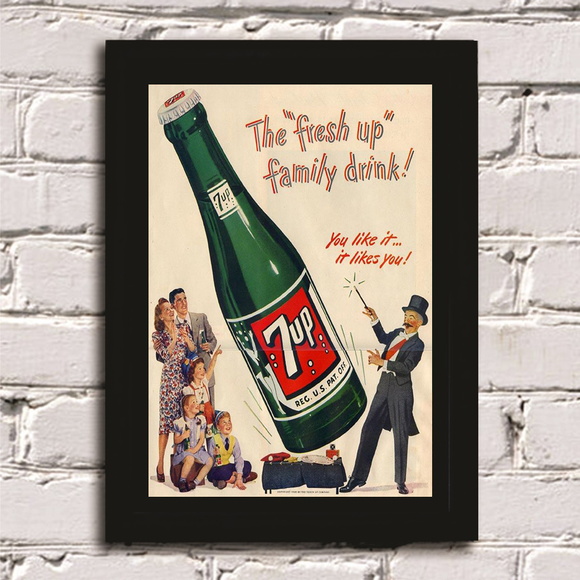 The "fresh up"
family drink!
You like it...
it likes you!
7up
7up
REG. U.S. PAT. OFF.